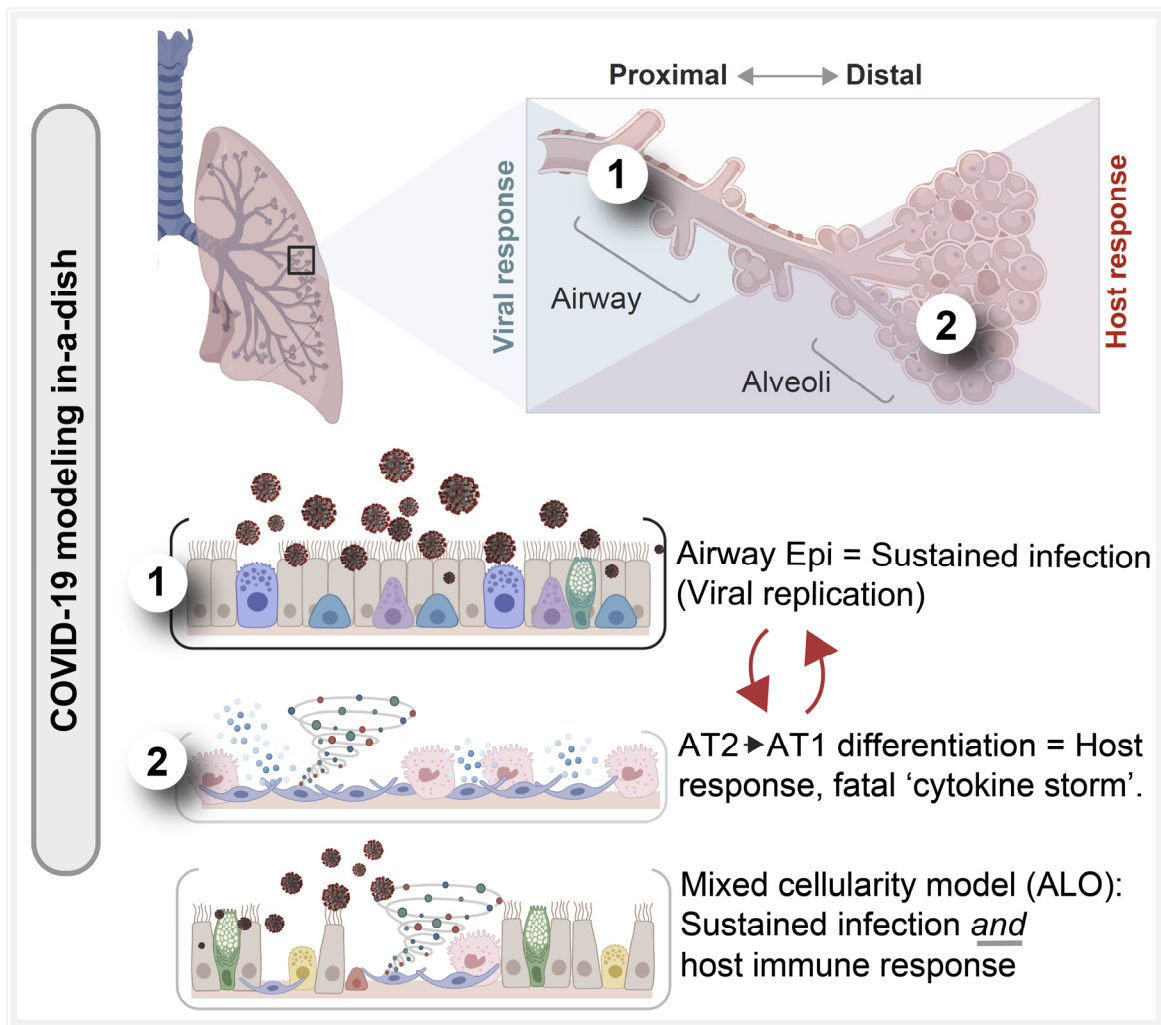 COVID-19 modeling in-a-dish
Proximal Distal
Viral response
Host response
1
Airway
2
Alveoli
1
Airway Epi = Sustained infection
(Viral replication)
2
AT2 ▸ AT1 differentiation = Host
response, fatal ‘cytokine storm’.
Mixed cellularity model (ALO):
Sustained infection and
host immune response